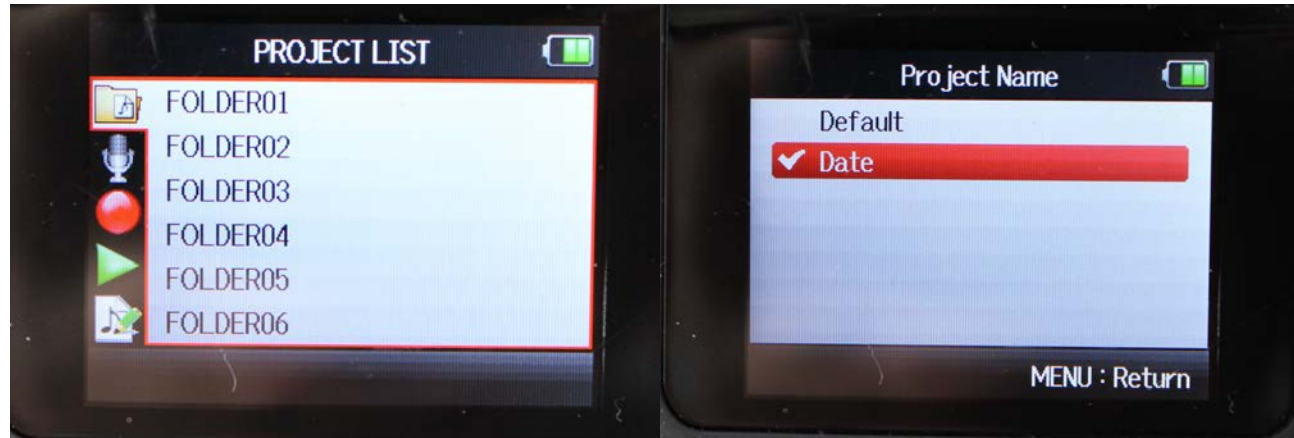 PROJECT LIST
FOLDER01
FOLDER02
FOLDER03
FOLDER04
FOLDER05
FOLDER06
Project Name
Default
Date
MENU : Return